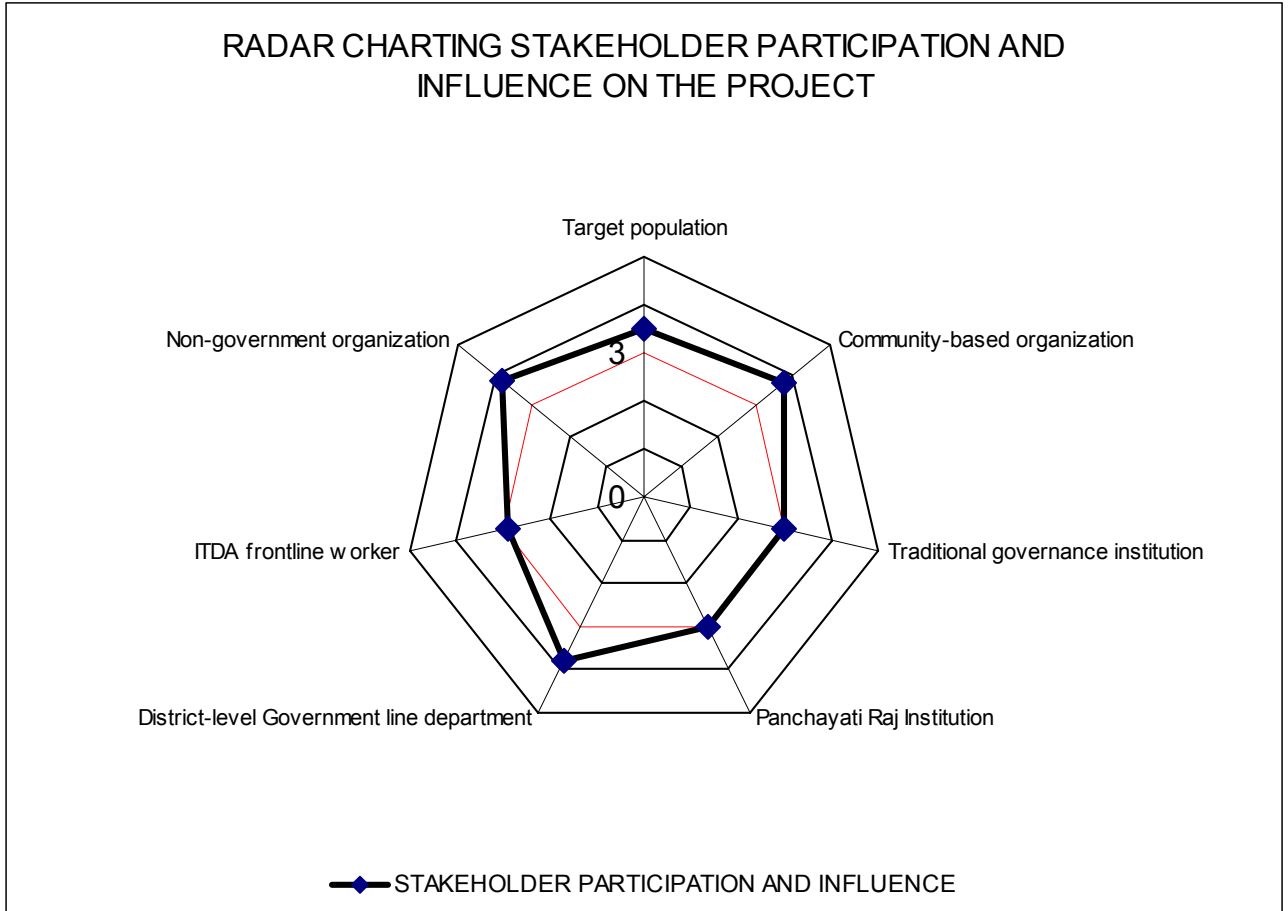 RADAR CHARTING STAKEHOLDER PARTICIPATION AND
INFLUENCE ON THE PROJECT
Target population
Non-government organization
Community-based organization
3
0
ITDA frontline worker
Traditional governance institution
District-level Government line department
Panchayati Raj Institution
STAKEHOLDER PARTICIPATION AND INFLUENCE